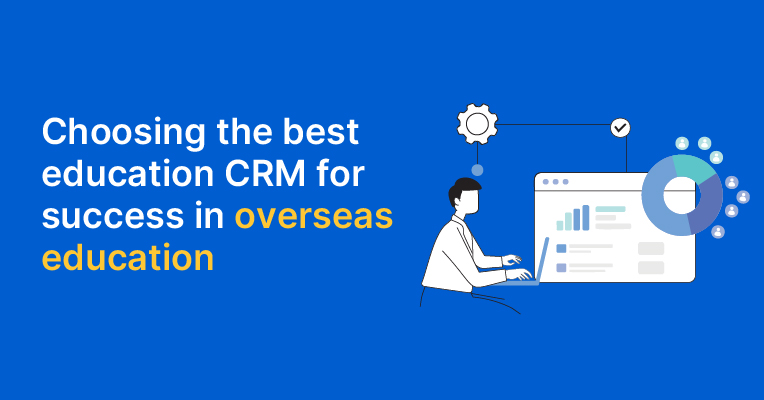 Choosing the best
education CRM for
success in overseas
education